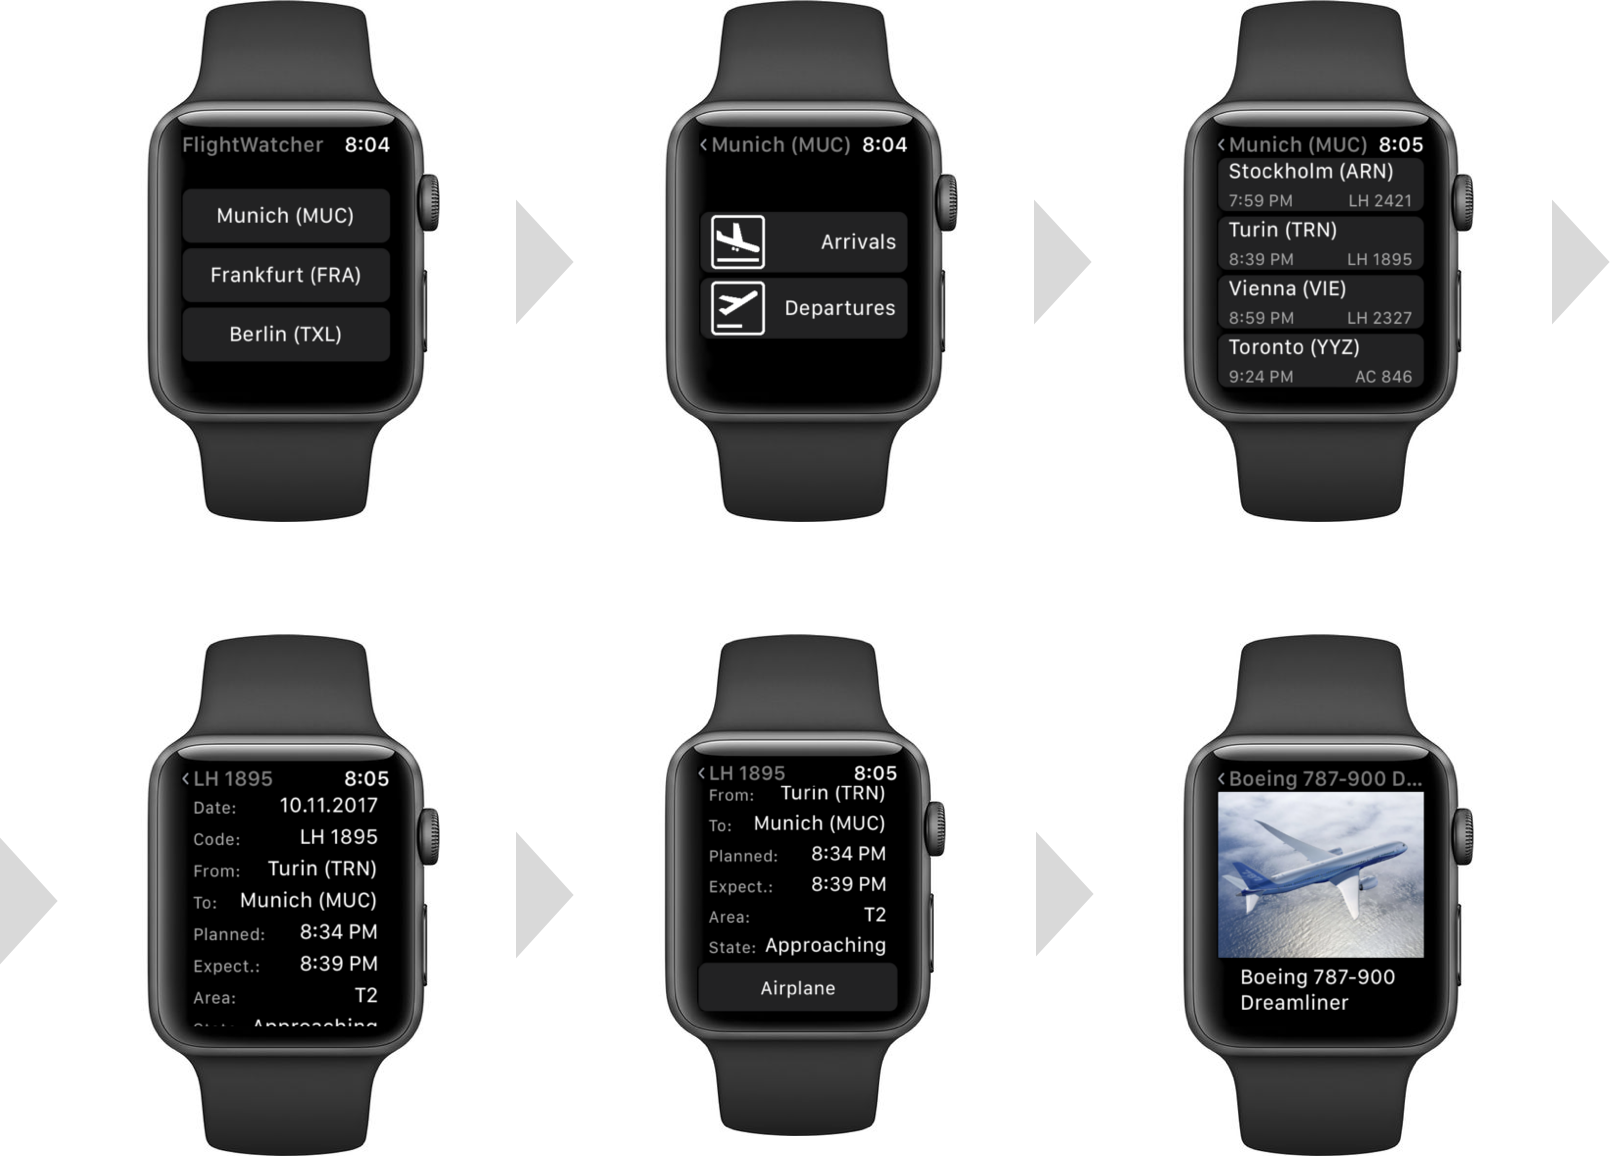 FlightWatcher 8:04
Munich (MUC)
Frankfurt (FRA)
Berlin (TXL)
Munich (MUC) 8:04
Arrivals
Departures
Munich (MUC) 8:05
Stockholm (ARN)
7:59 PM LH 2421
Turin (TRN)
8:39 PM LH 1895
Vienna (VIE)
8:59 PM LH 2327
Toronto (YYZ)
9:24 PM AC 846
LH 1895 8:05
Date: 10.11.2017
Code: LH 1895
From: Turin (TRN)
To: Munich (MUC)
Planned: 8:34 PM
Expect.: 8:39 PM
Area: T2
State: Approaching
LH 1895 8:05
From: Turin (TRN)
To: Munich (MUC)
Planned: 8:34 PM
Expect.: 8:39 PM
Area: T2
State: Approaching
Airplane
Boeing 787-900 D...
Boeing 787-900
Dreamliner